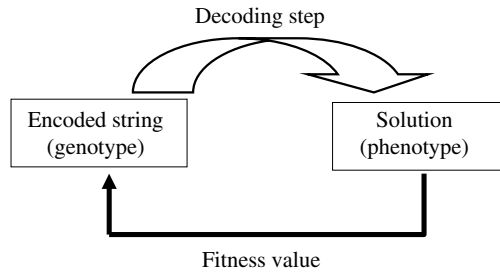 Decoding step
Encoded string
(genotype)
Solution
(phenotype)
Fitness value